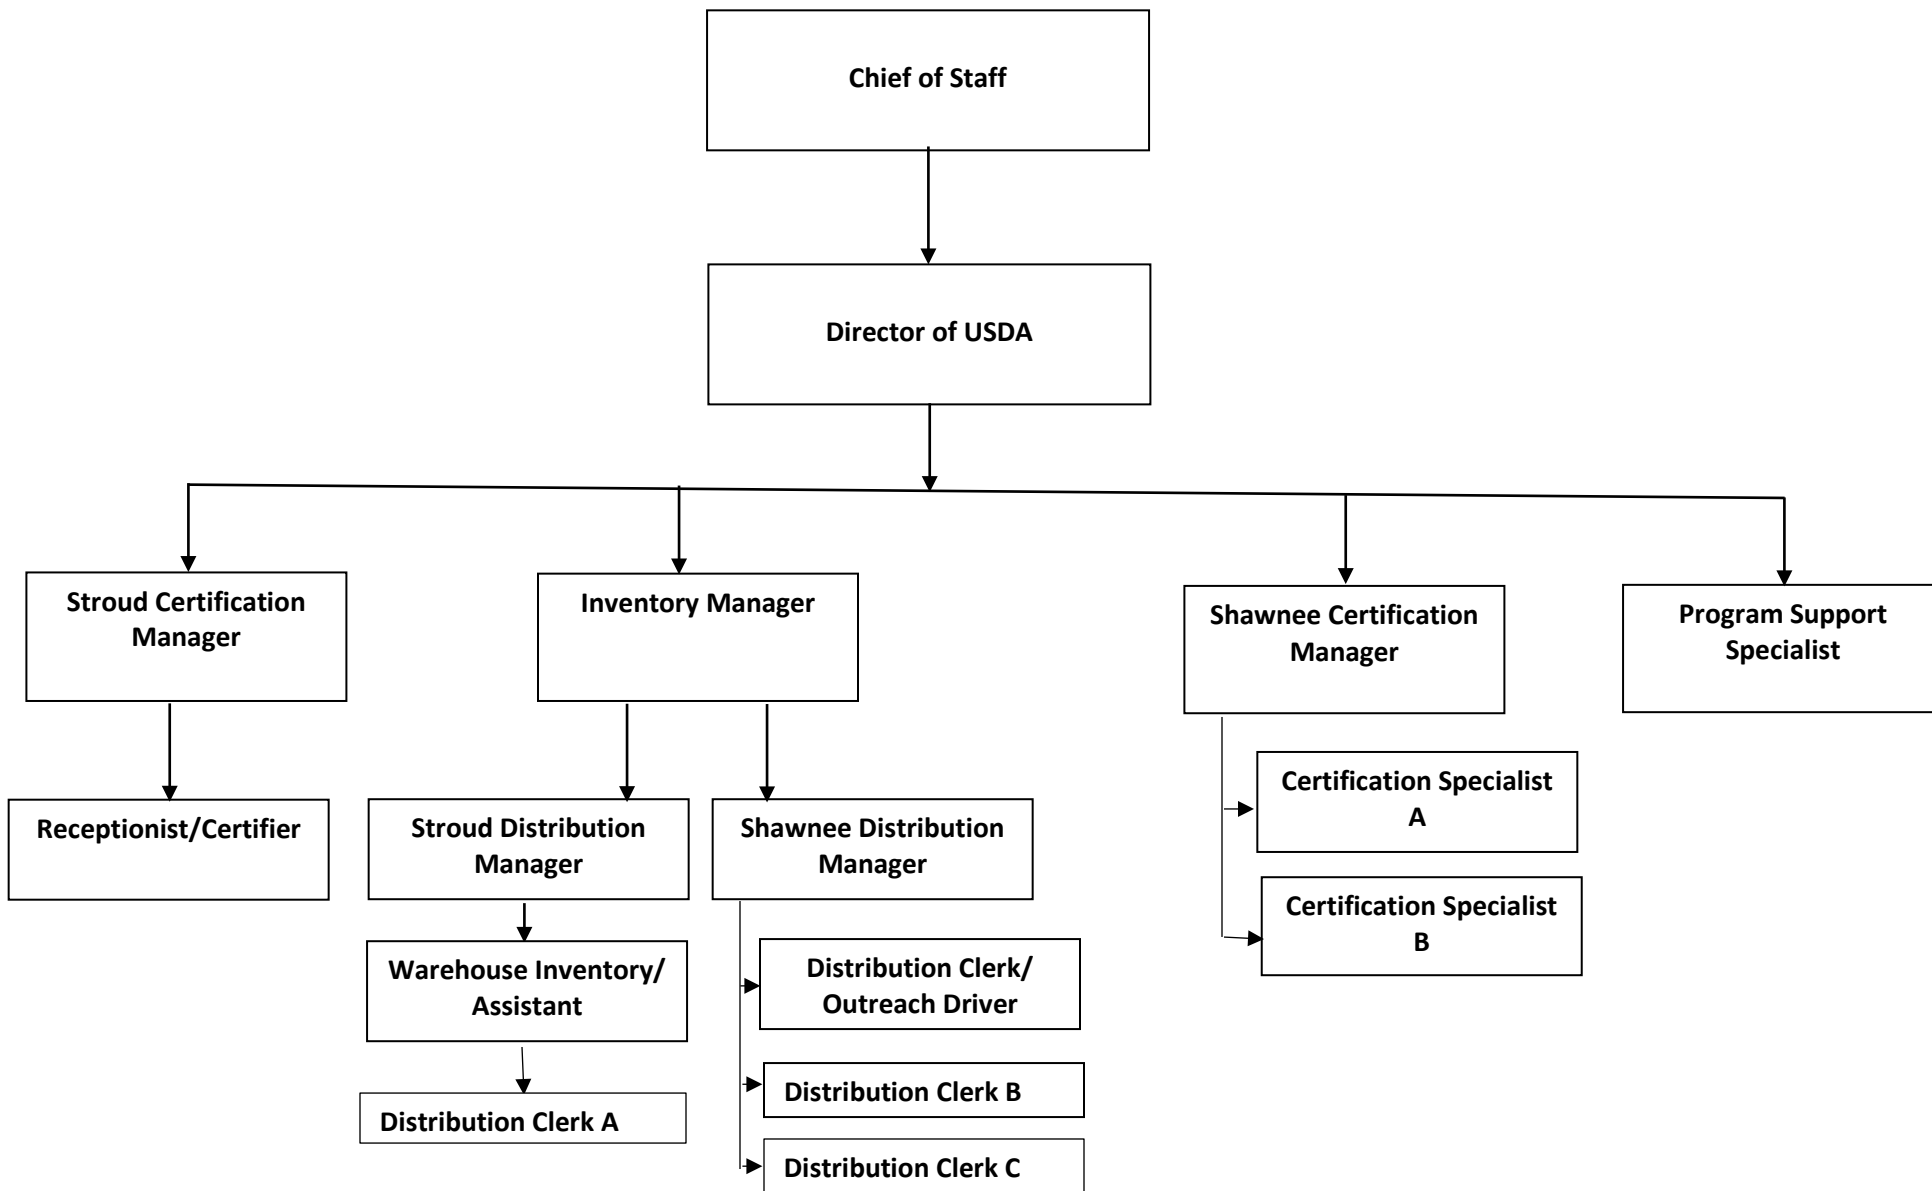 Chief of Staff
Director of USDA
Stroud Certification
Manager
Inventory Manager
Shawnee Certification
Manager
Program Support
Specialist
Receptionist/Certifier
Stroud Distribution
Manager
Shawnee Distribution
Manager
Certification Specialist
A
Certification Specialist
B
Warehouse Inventory/
Assistant
Distribution Clerk/
Outreach Driver
Distribution Clerk A
Distribution Clerk B
Distribution Clerk C